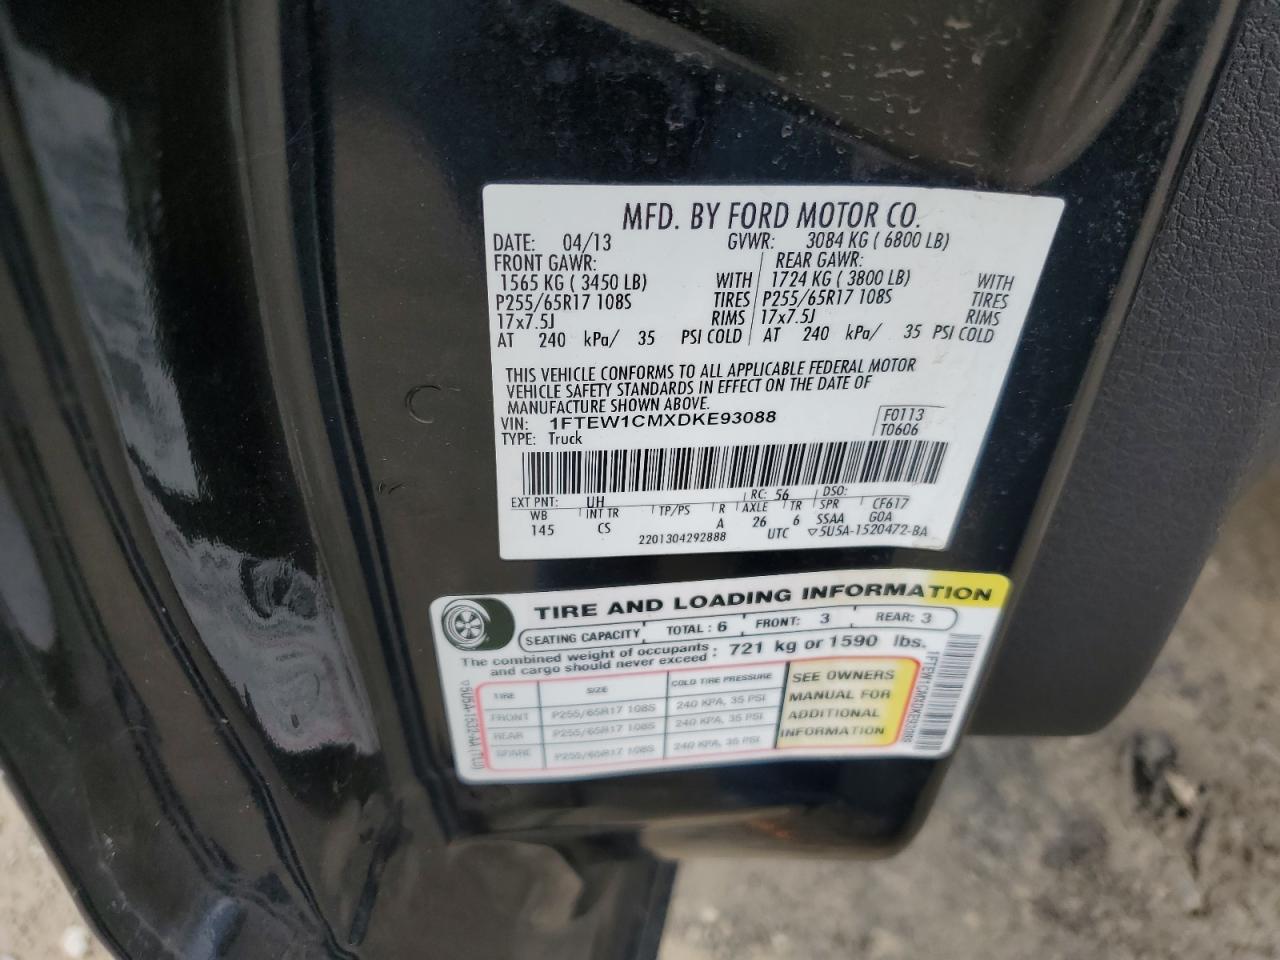 MFD. BY FORD MOTOR CO.
DATE: 04/13 GVWR: 3084 KG ( 6800 LB)
FRONT GAWR: REAR GAWR:
1565 KG ( 3450 LB) WITH 1724 KG ( 3800 LB) WITH
P255/65R17 108S TIRES P255/65R17 108S TIRES
17x7.5J RIMS 17x7.5J RIMS
AT 240 kPa/ 35 PSI COLD AT 240 kPa/ 35 PSI COLD
THIS VEHICLE CONFORMS TO ALL APPLICABLE FEDERAL MOTOR
VEHICLE SAFETY STANDARDS IN EFFECT ON THE DATE OF
MANUFACTURE SHOWN ABOVE.
VIN: 1FTEW1CMXDKE93088 F0113
TYPE: Truck T0606
EXT PNT: UH RC: 56 DSO: CF617
WB INT TR TP/PS R AXLE TR SPR G0A
145 CS A 26 6 SSAA
2201304292888 UTC ▽5U5A-1520472-BA
TIRE AND LOADING INFORMATION
SEATING CAPACITY TOTAL : 6 FRONT: 3 REAR: 3
The combined weight of occupants and cargo should never exceed : 721 kg or 1590 lbs.
TIRE SIZE COLD TIRE PRESSURE
FRONT P255/65R17 108S 240 KPA, 35 PSI
REAR P255/65R17 108S 240 KPA, 35 PSI
SPARE P255/65R17 108S 240 KPA, 35 PSI
SEE OWNERS
MANUAL FOR
ADDITIONAL
INFORMATION
1FTEW1CMXDKE93088